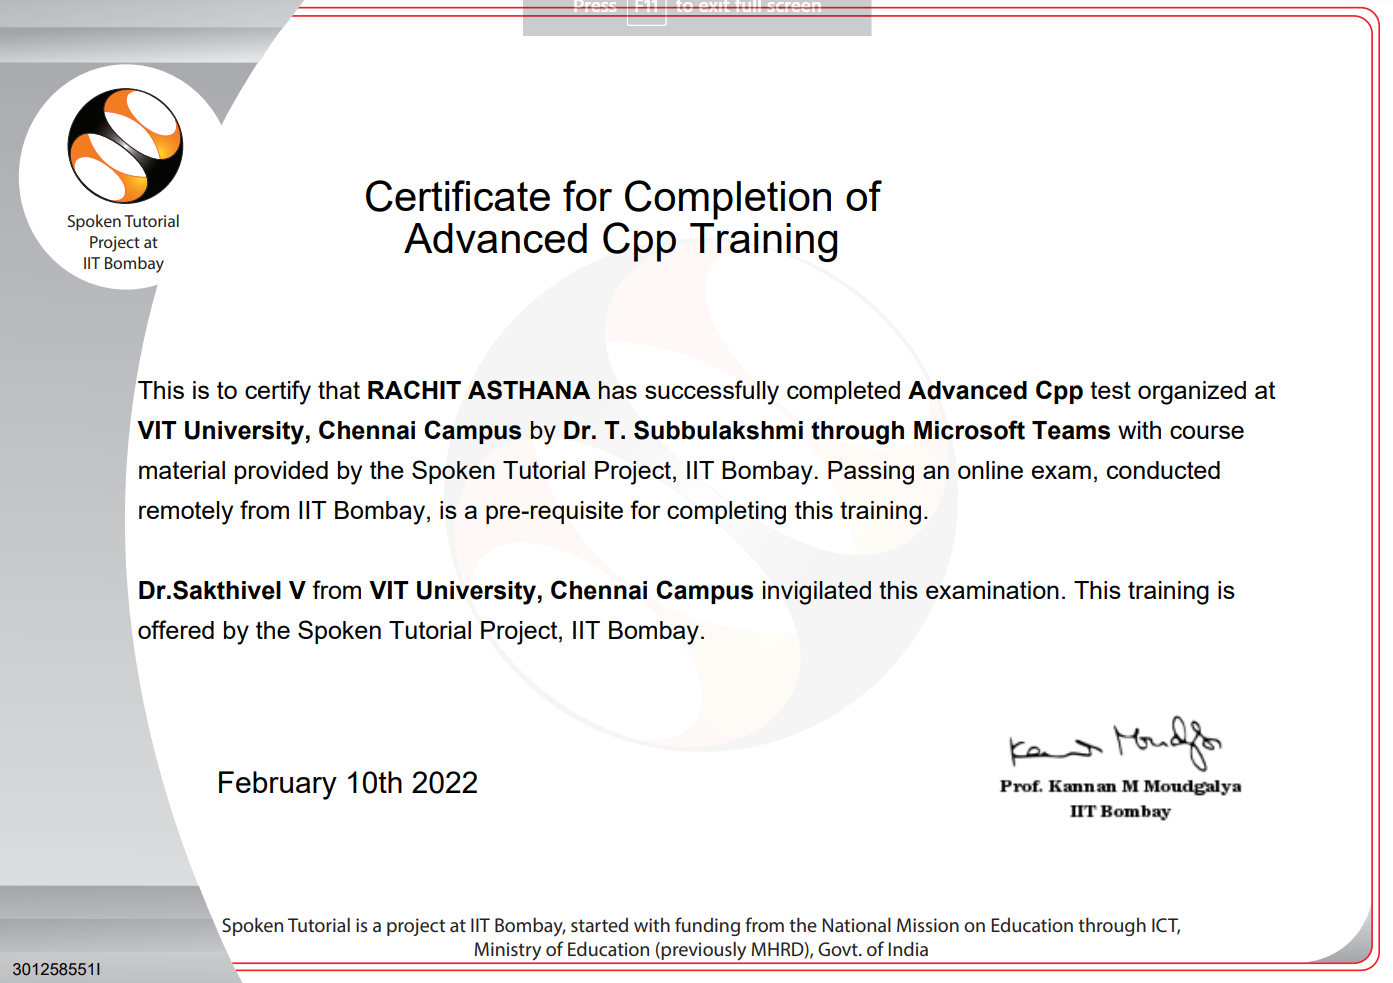 Press F11 to exit full screen
Spoken Tutorial
Project at
IIT Bombay
Certificate for Completion of
Advanced Cpp Training
This is to certify that RACHIT ASTHANA has successfully completed Advanced Cpp test organized at
VIT University, Chennai Campus by Dr. T. Subbulakshmi through Microsoft Teams with course
material provided by the Spoken Tutorial Project, IIT Bombay. Passing an online exam, conducted
remotely from IIT Bombay, is a pre-requisite for completing this training.
Dr.Sakthivel V from VIT University, Chennai Campus invigilated this examination. This training is
offered by the Spoken Tutorial Project, IIT Bombay.
February 10th 2022
Kannan Moudgalya
Prof. Kannan M Moudgalya
IIT Bombay
Spoken Tutorial is a project at IIT Bombay, started with funding from the National Mission on Education through ICT,
Ministry of Education (previously MHRD), Govt. of India
301258551I